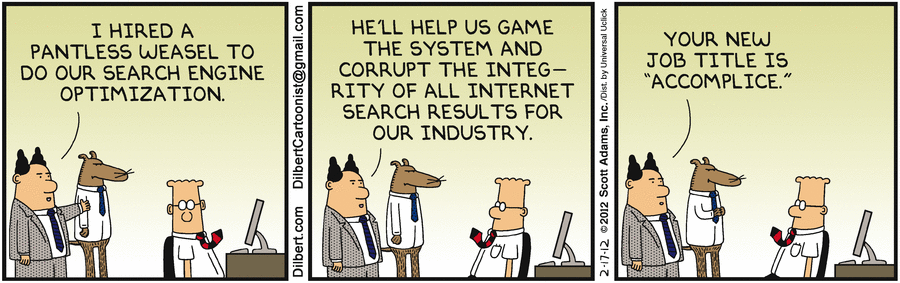 I HIRED A
PANTLESS WEASEL TO
DO OUR SEARCH ENGINE
OPTIMIZATION.
Dilbert.com DilbertCartoonist@gmail.com
HE'LL HELP US GAME
THE SYSTEM AND
CORRUPT THE INTEG–
RITY OF ALL INTERNET
SEARCH RESULTS FOR
OUR INDUSTRY.
2-17-12 ©2012 Scott Adams, Inc./Dist. by Universal Uclick
YOUR NEW
JOB TITLE IS
"ACCOMPLICE."